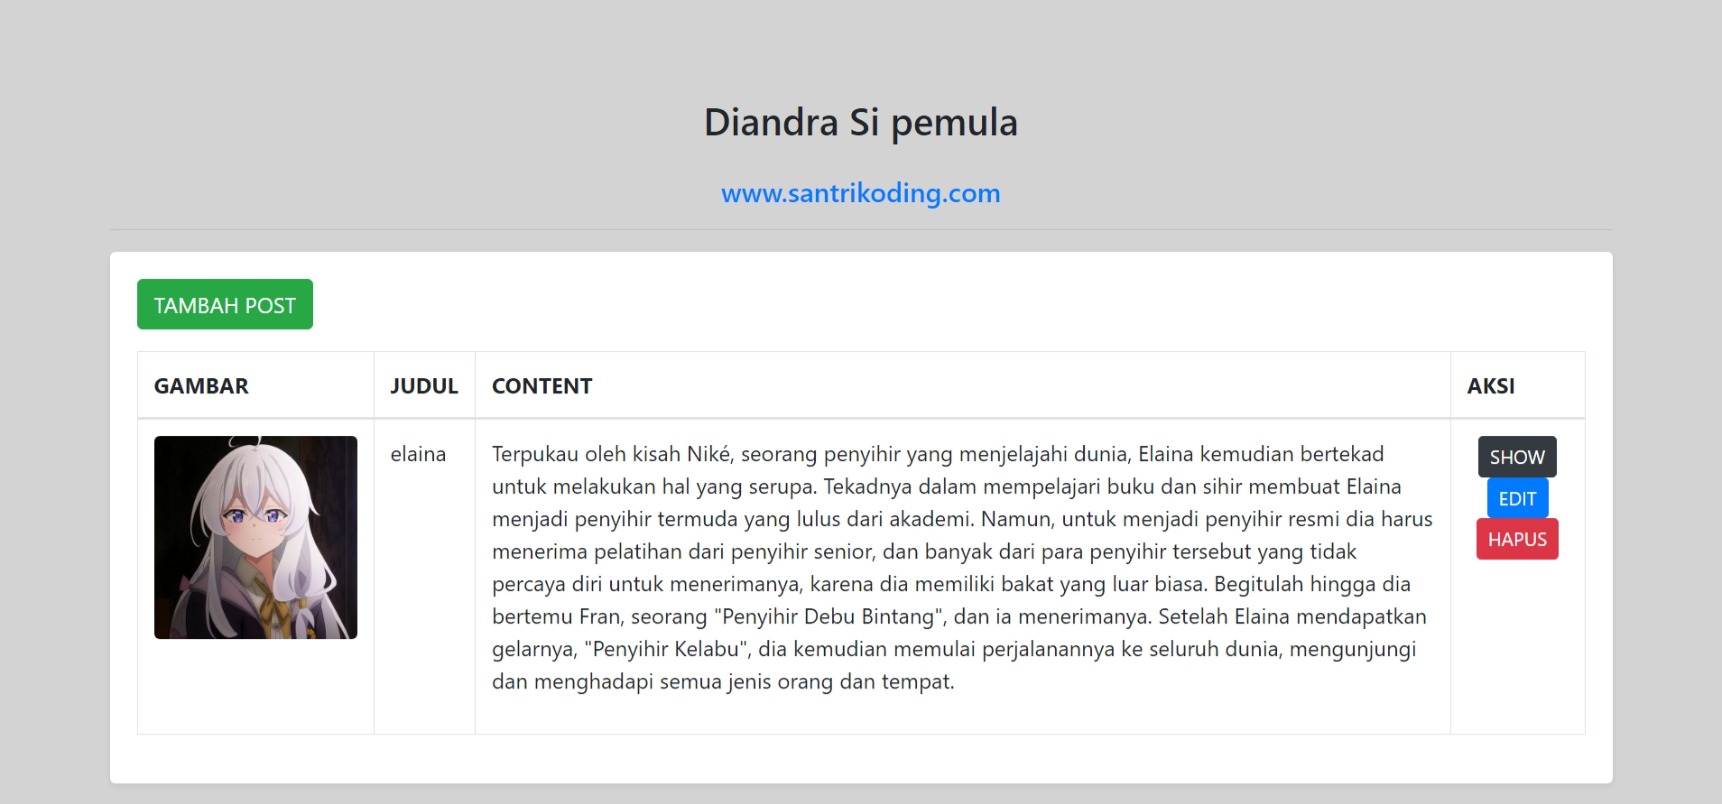 Diandra Si pemula
www.santrikoding.com
TAMBAH POST
GAMBAR JUDUL CONTENT AKSI
elaina
Terpukau oleh kisah Niké, seorang penyihir yang menjelajahi dunia, Elaina kemudian bertekad
untuk melakukan hal yang serupa. Tekadnya dalam mempelajari buku dan sihir membuat Elaina
menjadi penyihir termuda yang lulus dari akademi. Namun, untuk menjadi penyihir resmi dia harus
menerima pelatihan dari penyihir senior, dan banyak dari para penyihir tersebut yang tidak
percaya diri untuk menerimanya, karena dia memiliki bakat yang luar biasa. Begitulah hingga dia
bertemu Fran, seorang "Penyihir Debu Bintang", dan ia menerimanya. Setelah Elaina mendapatkan
gelarnya, "Penyihir Kelabu", dia kemudian memulai perjalanannya ke seluruh dunia, mengunjungi
dan menghadapi semua jenis orang dan tempat.
SHOW
EDIT
HAPUS